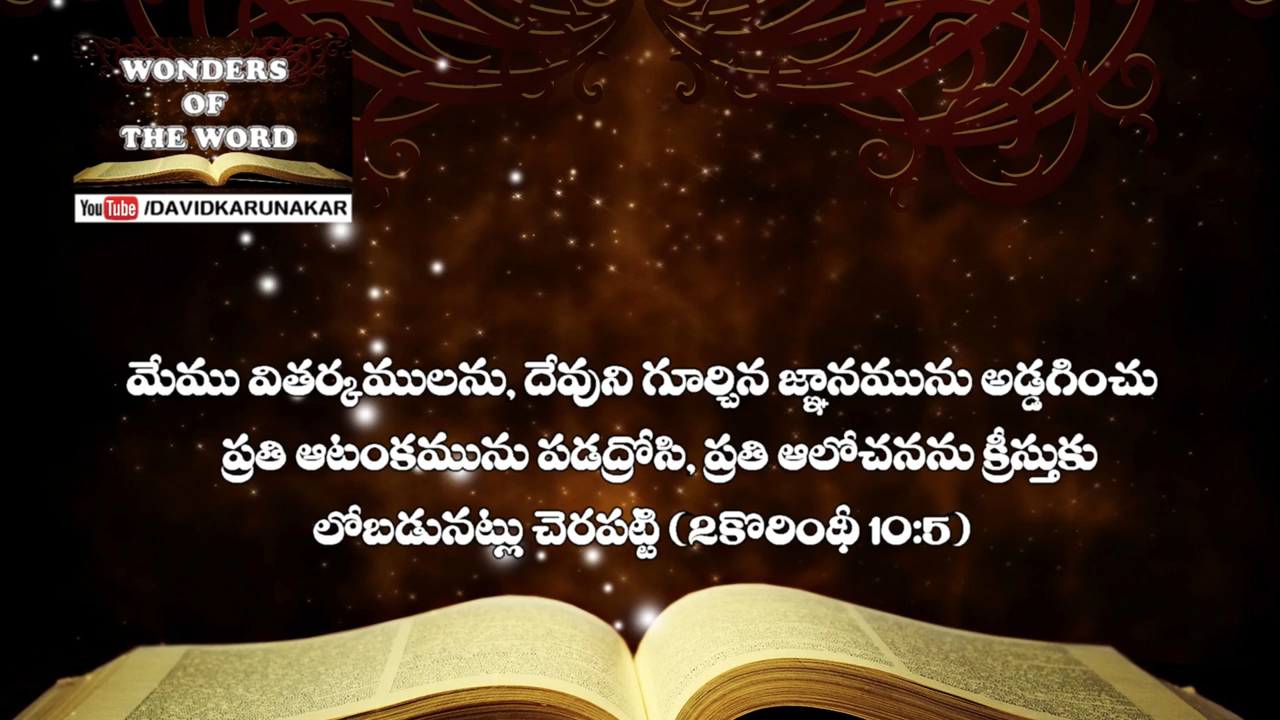 WONDERS
OF
THE WORD
YouTube /DAVIDKARUNAKAR
మేము వితర్కములను, దేవుని గూర్చిన జ్ఞానమును అడ్డగించు
ప్రతి ఆటంకమును పడద్రోసి, ప్రతి ఆలోచనను క్రీస్తుకు
లోబడునట్లు చెరపట్టి (2కొరింథీ 10:5)